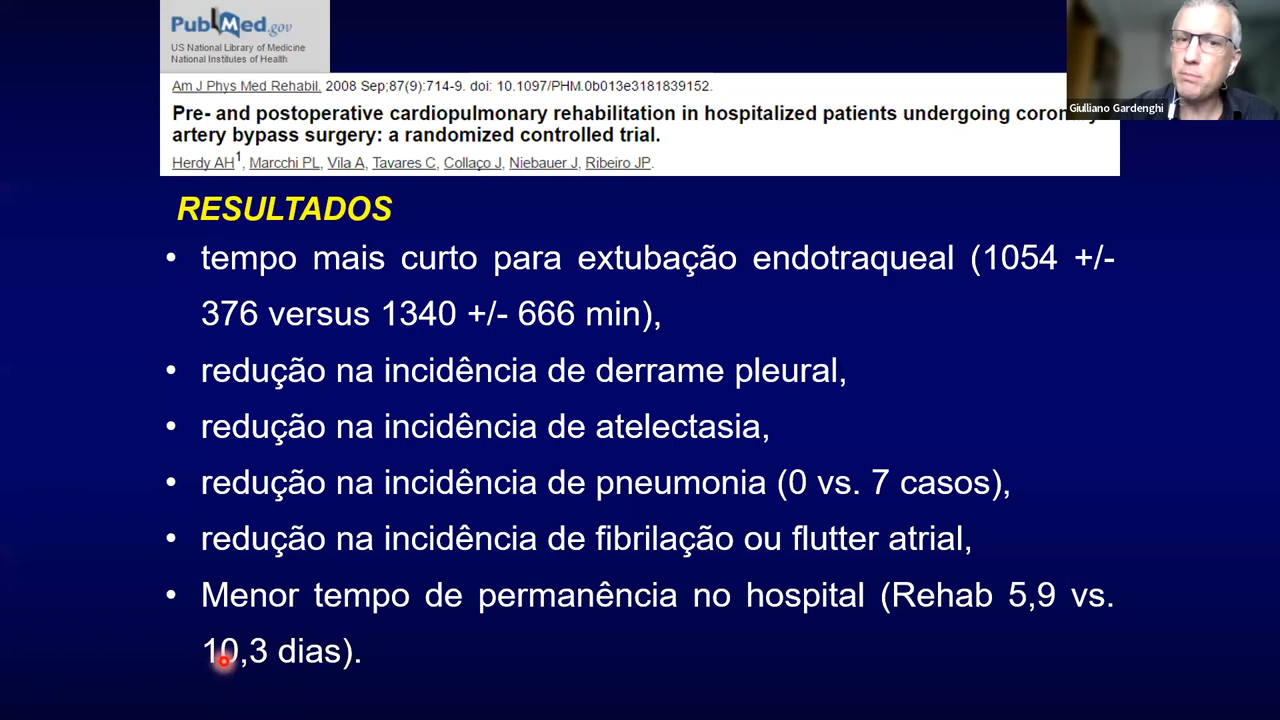 PubMed.gov
US National Library of Medicine
National Institutes of Health
Giulliano Gardenghi
Am J Phys Med Rehabil. 2008 Sep;87(9):714-9. doi: 10.1097/PHM.0b013e3181839152.
Pre- and postoperative cardiopulmonary rehabilitation in hospitalized patients undergoing
artery bypass surgery: a randomized controlled trial.
Herdy AH1, Marcchi PL, Vila A, Tavares C, Collaço J, Niebauer J, Ribeiro JP.
RESULTADOS
• tempo mais curto para extubação endotraqueal (1054 +/-
376 versus 1340 +/- 666 min),
• redução na incidência de derrame pleural,
• redução na incidência de atelectasia,
• redução na incidência de pneumonia (0 vs. 7 casos),
• redução na incidência de fibrilação ou flutter atrial,
• Menor tempo de permanência no hospital (Rehab 5,9 vs.
10,3 dias).